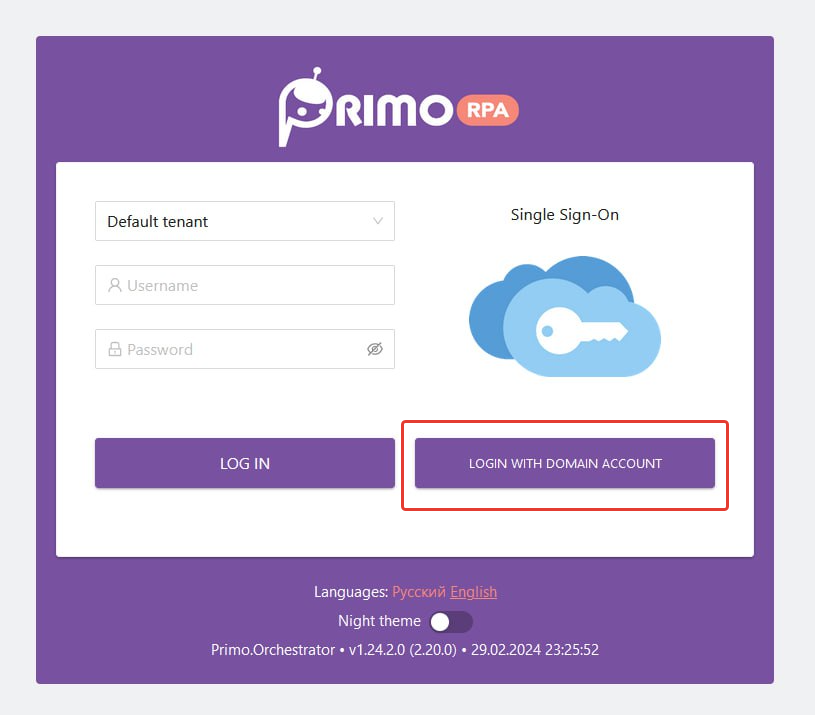 PRIMO RPA
Default tenant
Username
Password
LOG IN
Single Sign-On
LOGIN WITH DOMAIN ACCOUNT
Languages: Русский English
Night theme
Primo.Orchestrator • v1.24.2.0 (2.20.0) • 29.02.2024 23:25:52